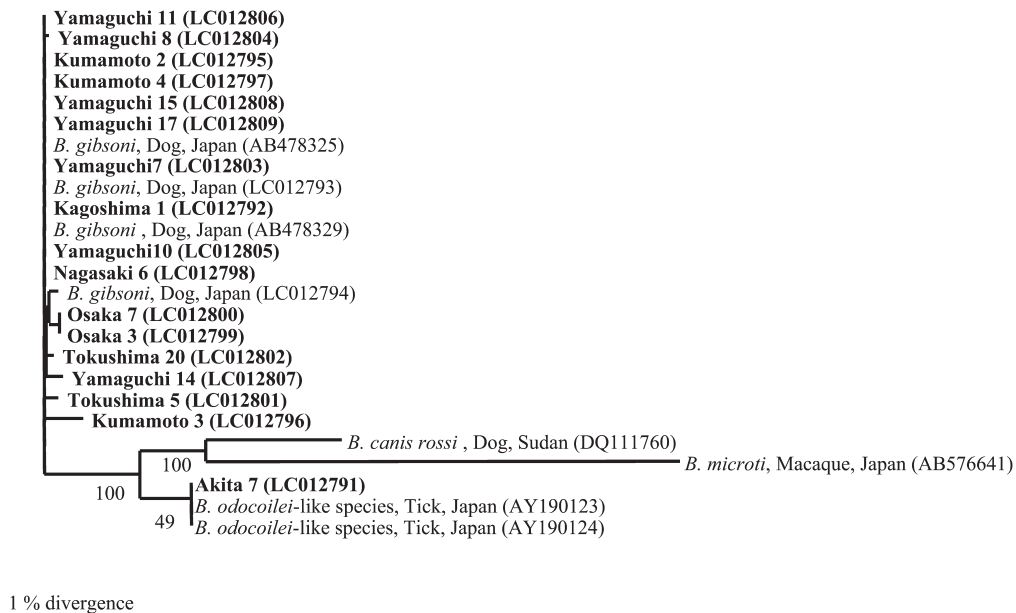 Yamaguchi 11 (LC012806)
Yamaguchi 8 (LC012804)
Kumamoto 2 (LC012795)
Kumamoto 4 (LC012797)
Yamaguchi 15 (LC012808)
Yamaguchi 17 (LC012809)
B. gibsoni, Dog, Japan (AB478325)
Yamaguchi7 (LC012803)
B. gibsoni, Dog, Japan (LC012793)
Kagoshima 1 (LC012792)
B. gibsoni , Dog, Japan (AB478329)
Yamaguchi10 (LC012805)
Nagasaki 6 (LC012798)
B. gibsoni, Dog, Japan (LC012794)
Osaka 7 (LC012800)
Osaka 3 (LC012799)
Tokushima 20 (LC012802)
Yamaguchi 14 (LC012807)
Tokushima 5 (LC012801)
Kumamoto 3 (LC012796)
B. canis rossi , Dog, Sudan (DQ111760)
100
B. microti, Macaque, Japan (AB576641)
Akita 7 (LC012791)
100
B. odocoilei-like species, Tick, Japan (AY190123)
49
B. odocoilei-like species, Tick, Japan (AY190124)
1 % divergence